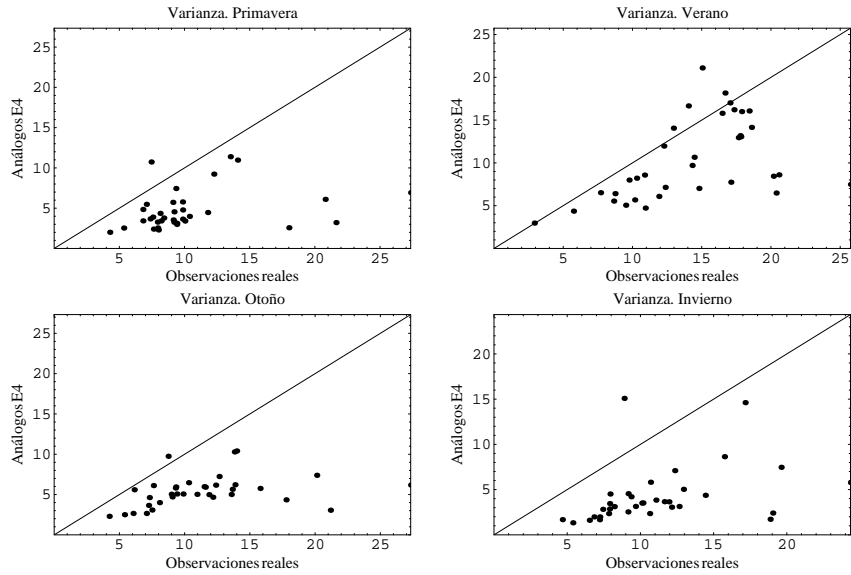 Varianza. Primavera
25
20
15
10
5
Análogos E4
5 10 15 20 25
Observaciones reales
Varianza. Verano
25
20
15
10
5
Análogos E4
5 10 15 20 25
Observaciones reales
Varianza. Otoño
25
20
15
10
5
Análogos E4
5 10 15 20 25
Observaciones reales
Varianza. Invierno
20
15
10
5
Análogos E4
5 10 15 20
Observaciones reales